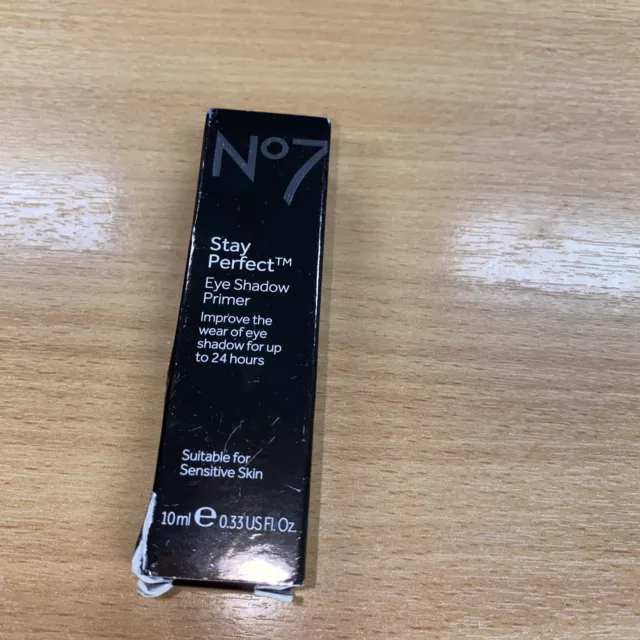 No7
Stay
Perfect™
Eye Shadow
Primer
Improve the
wear of eye
shadow for up
to 24 hours
Suitable for
Sensitive Skin
10ml e 0.33 US Fl. Oz.